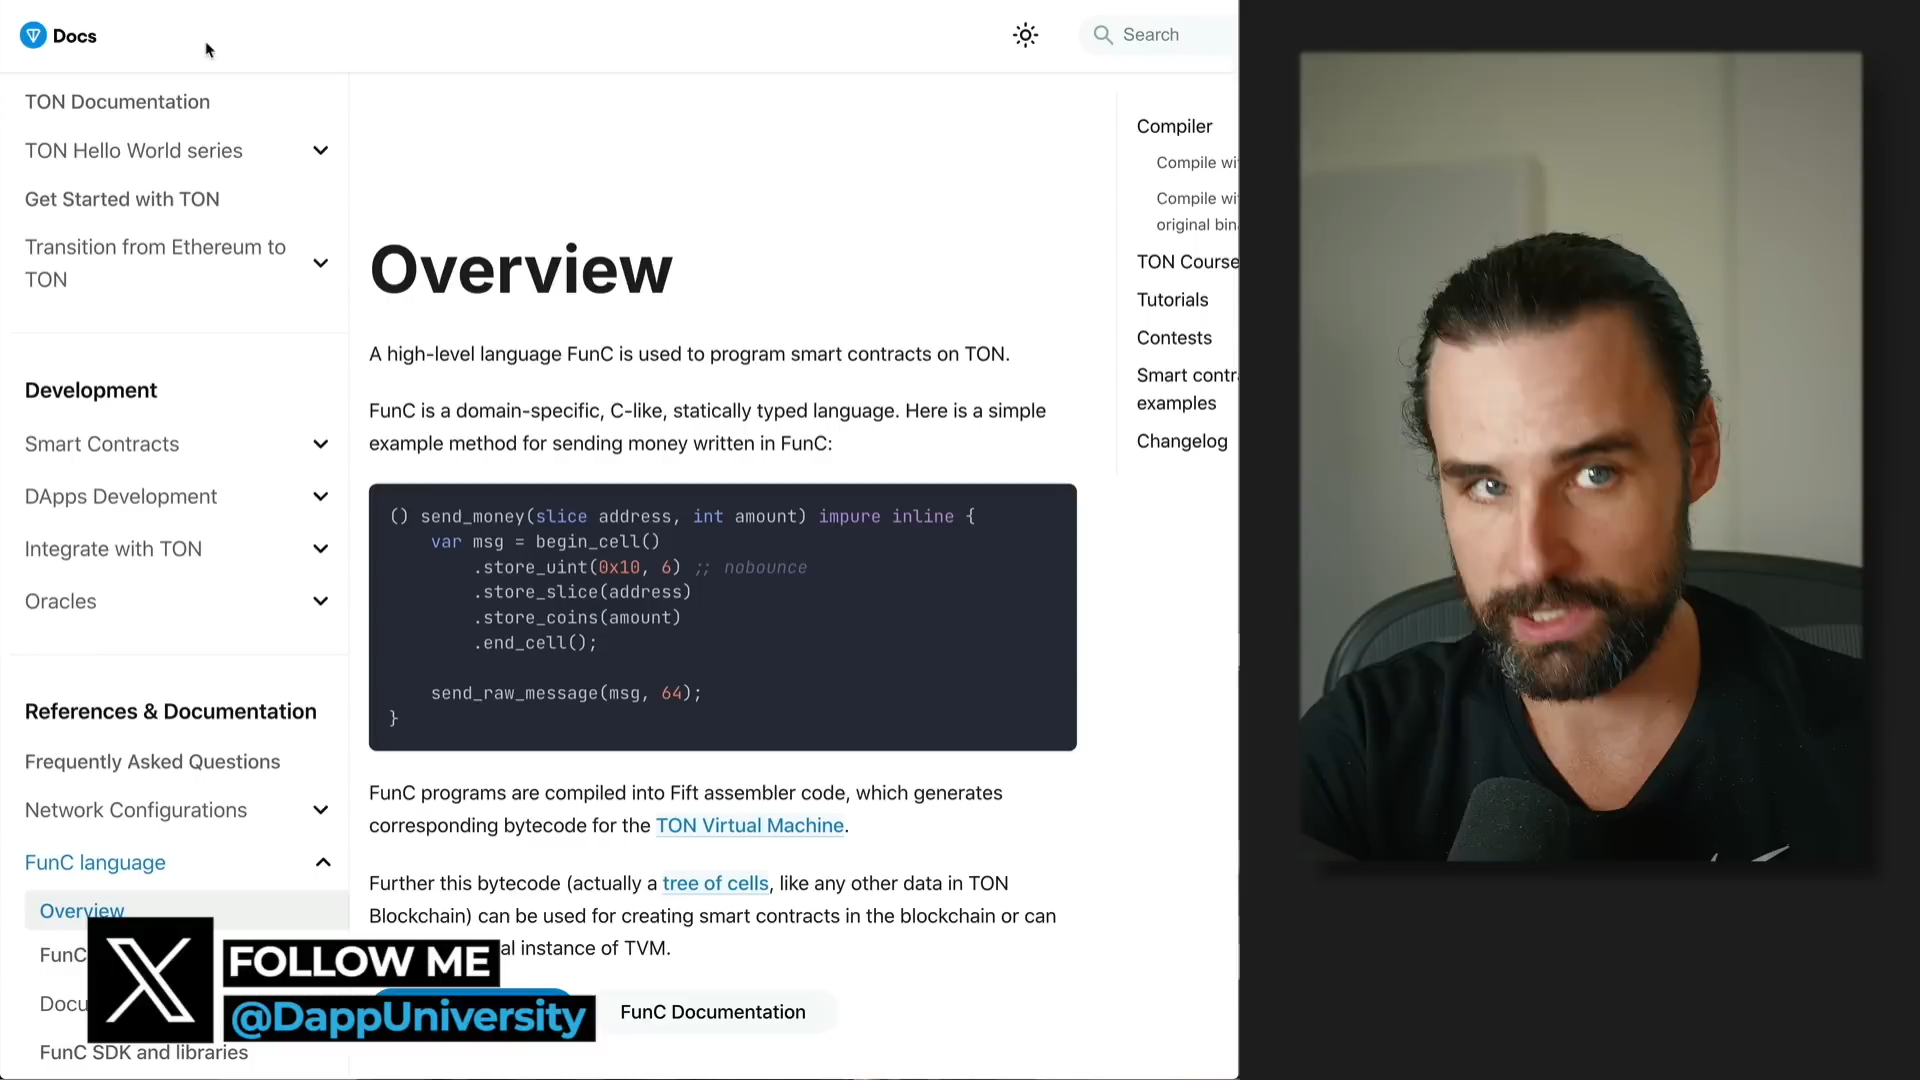 Docs
Search
TON Documentation
TON Hello World series
Get Started with TON
Transition from Ethereum to
TON
Development
Smart Contracts
DApps Development
Integrate with TON
Oracles
References & Documentation
Frequently Asked Questions
Network Configurations
FunC language
Overview
FunC
Docu
FunC SDK and libraries
Overview
A high-level language FunC is used to program smart contracts on TON.
FunC is a domain-specific, C-like, statically typed language. Here is a simple
example method for sending money written in FunC:
() send_money(slice address, int amount) impure inline {
var msg = begin_cell()
.store_uint(0x10, 6) ;; nobounce
.store_slice(address)
.store_coins(amount)
.end_cell();
send_raw_message(msg, 64);
}
FunC programs are compiled into Fift assembler code, which generates
corresponding bytecode for the TON Virtual Machine.
Further this bytecode (actually a tree of cells, like any other data in TON
Blockchain) can be used for creating smart contracts in the blockchain or can
al instance of TVM.
FunC Documentation
Compiler
Compile wi
Compile wi
original bin
TON Course
Tutorials
Contests
Smart contr
examples
Changelog
FOLLOW ME
@DappUniversity